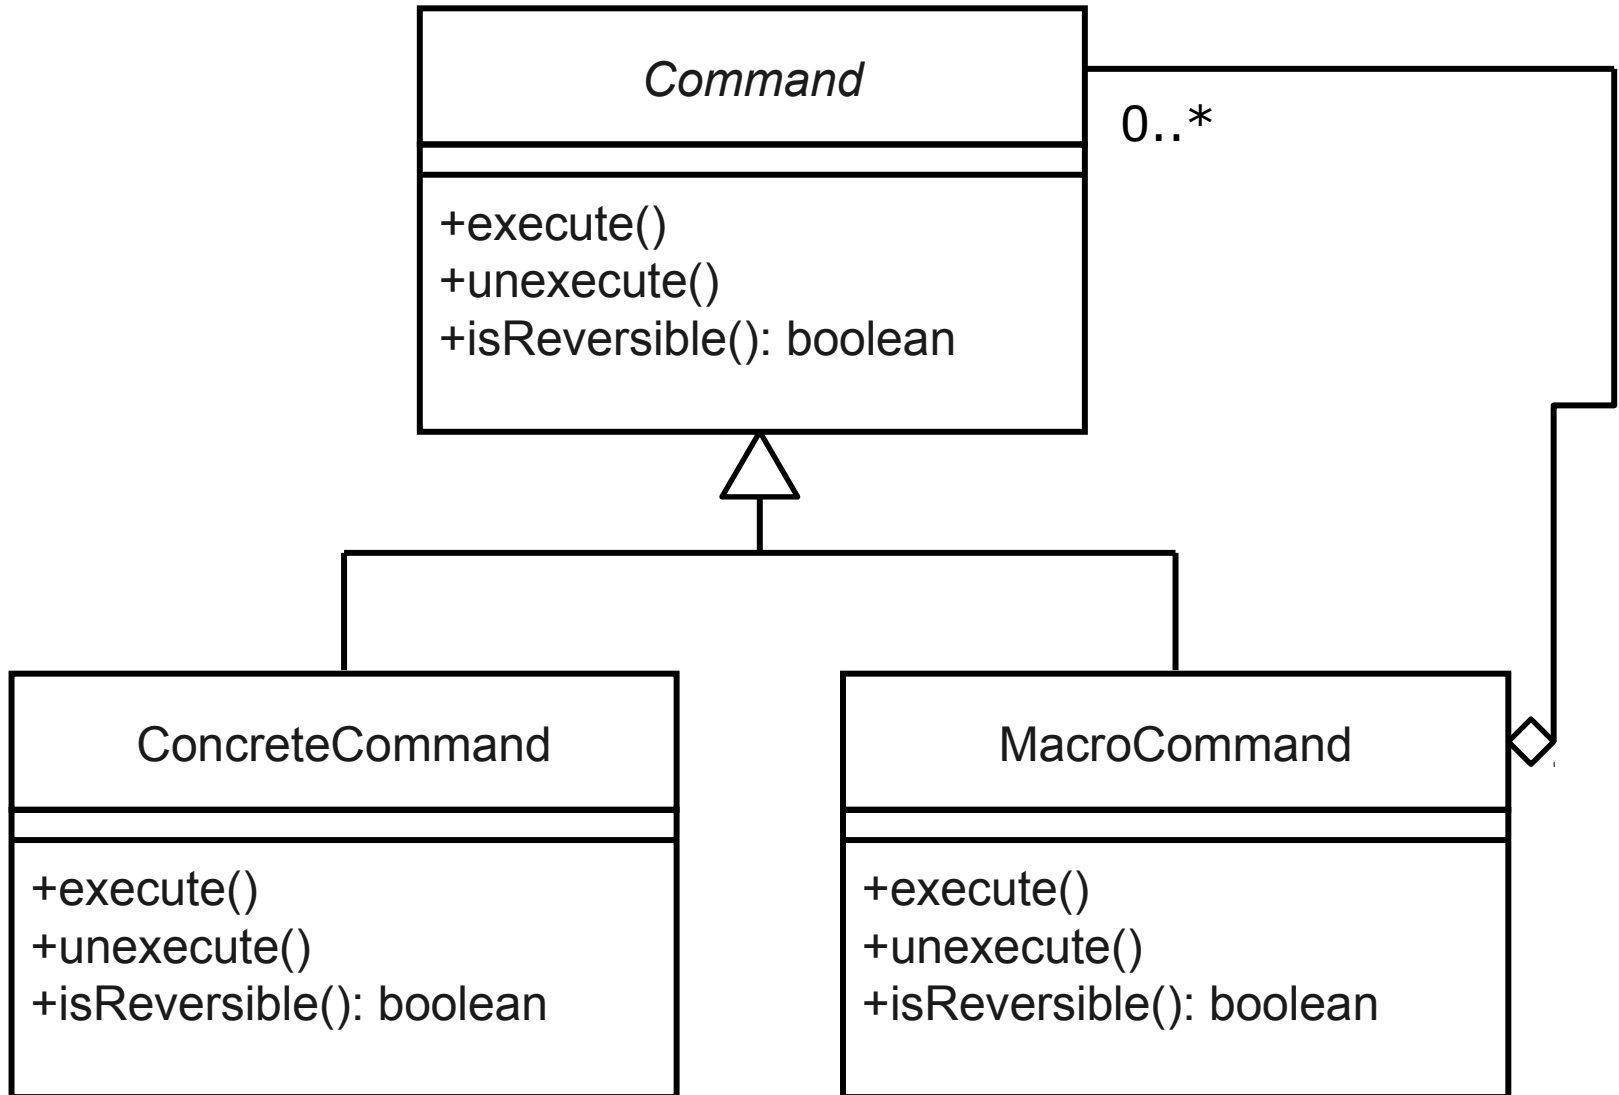 Command
0..*
+execute()
+unexecute()
+isReversible(): boolean
ConcreteCommand
+execute()
+unexecute()
+isReversible(): boolean
MacroCommand
+execute()
+unexecute()
+isReversible(): boolean